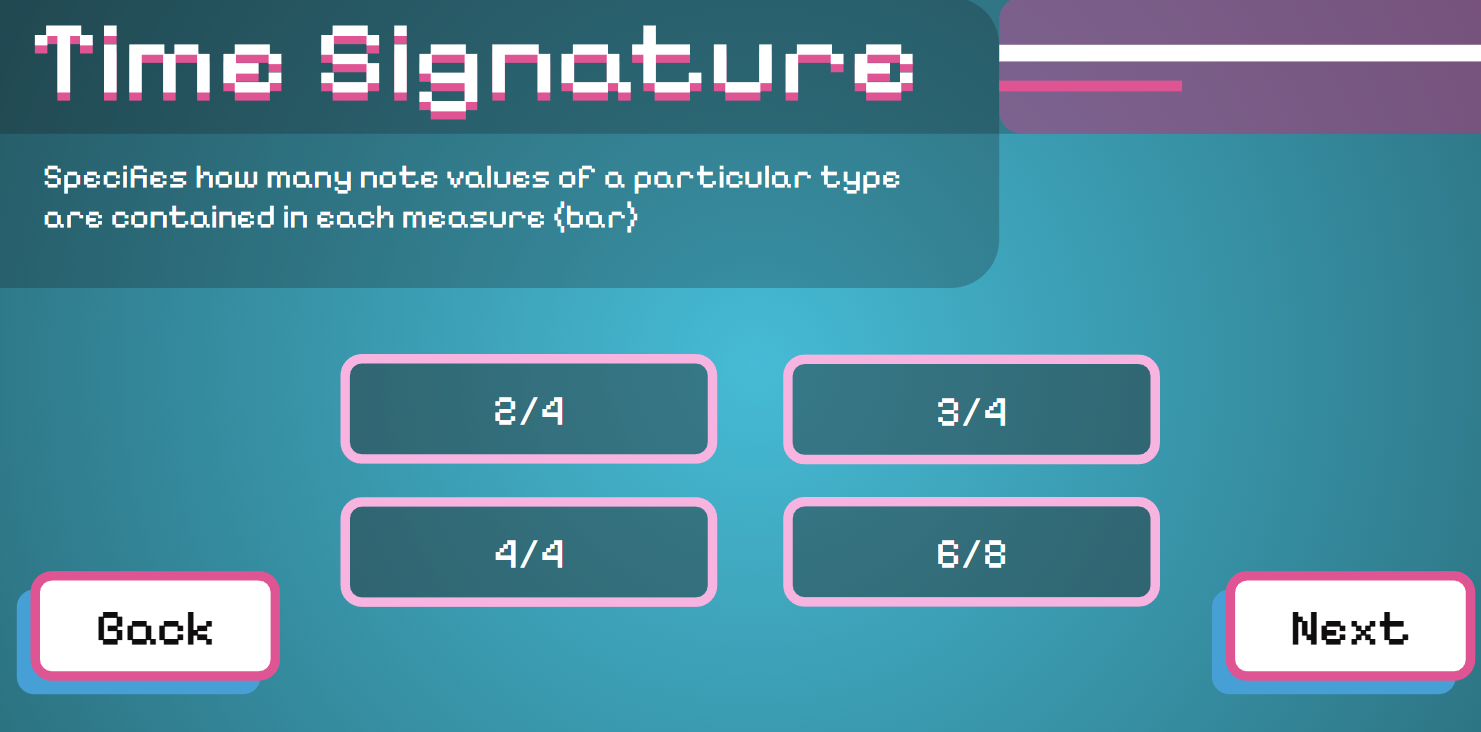 Time Signature
Specifies how many note values of a particular type
are contained in each measure (bar)
2/4
3/4
4/4
6/8
Back
Next